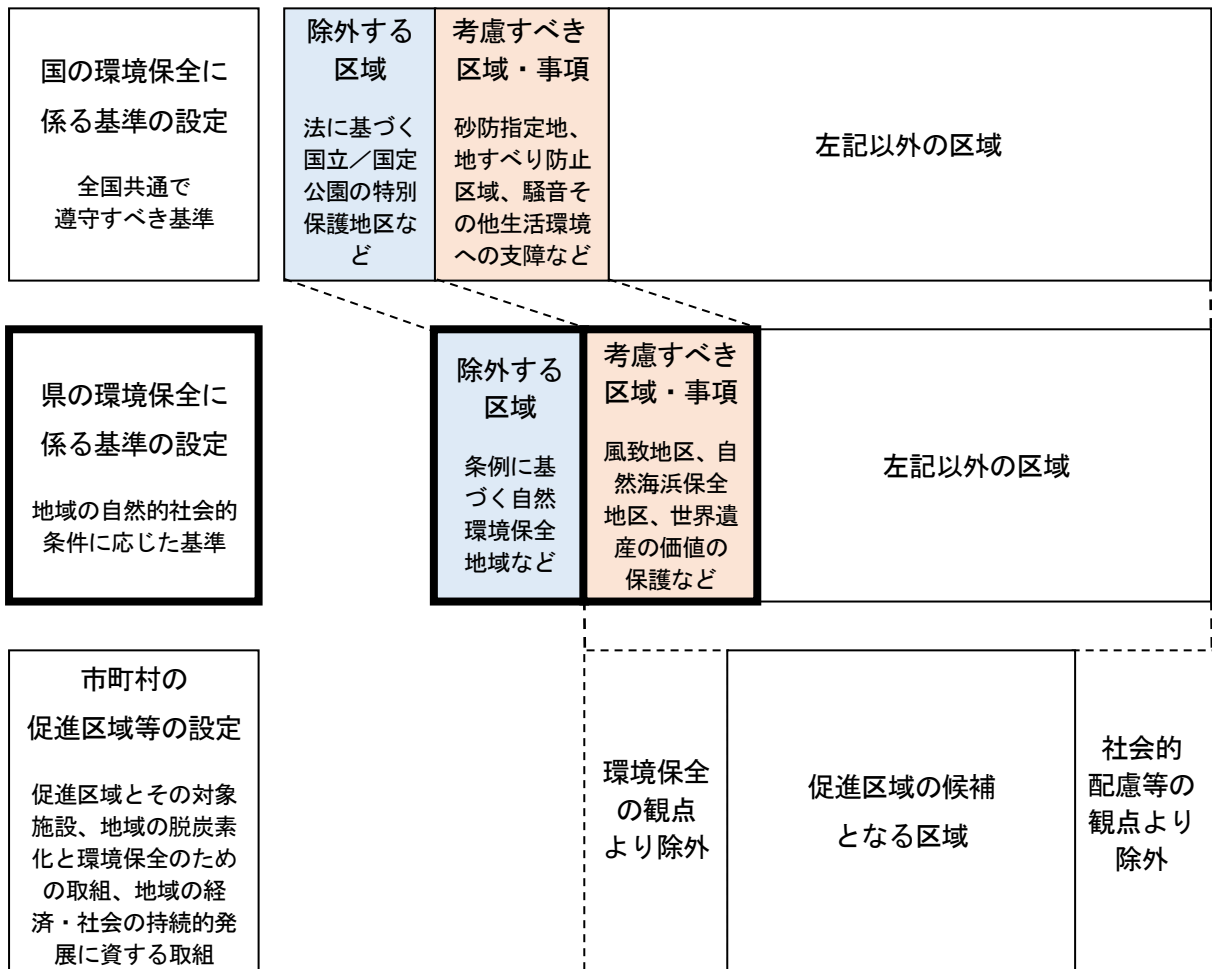 国の環境保全に
係る基準の設定
全国共通で
遵守すべき基準
除外する
区域
法に基づく
国立／国定
公園の特別
保護地区な
ど
考慮すべき
区域・事項
砂防指定地、
地すべり防止
区域、騒音そ
の他生活環境
への支障など
左記以外の区域
県の環境保全に
係る基準の設定
地域の自然的社会的
条件に応じた基準
除外する
区域
条例に基
づく自然
環境保全
地域など
考慮すべき
区域・事項
風致地区、自
然海浜保全
地区、世界遺
産の価値の
保護など
左記以外の区域
市町村の
促進区域等の設定
促進区域とその対象
施設、地域の脱炭素
化と環境保全のため
の取組、地域の経
済・社会の持続的発
展に資する取組
環境保全
の観点
より除外
促進区域の候補
となる区域
社会的
配慮等の
観点より
除外